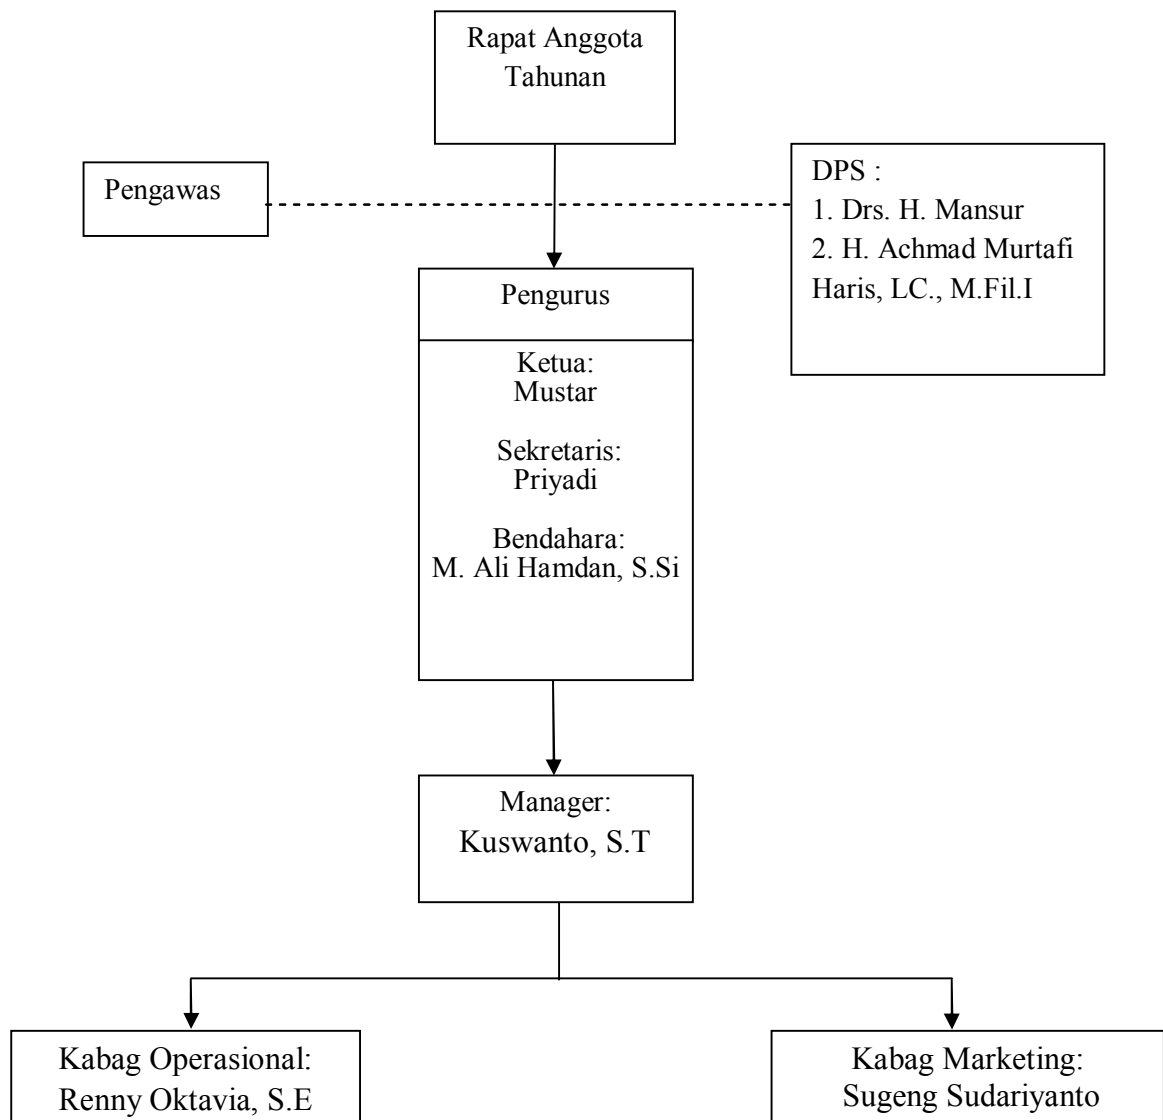 Rapat Anggota
Tahunan
Pengawas
DPS :
1. Drs. H. Mansur
2. H. Achmad Murtafi
Haris, LC., M.Fil.I
Pengurus
Ketua:
Mustar
Sekretaris:
Priyadi
Bendahara:
M. Ali Hamdan, S.Si
Manager:
Kuswanto, S.T
Kabag Operasional:
Renny Oktavia, S.E
Kabag Marketing:
Sugeng Sudariyanto